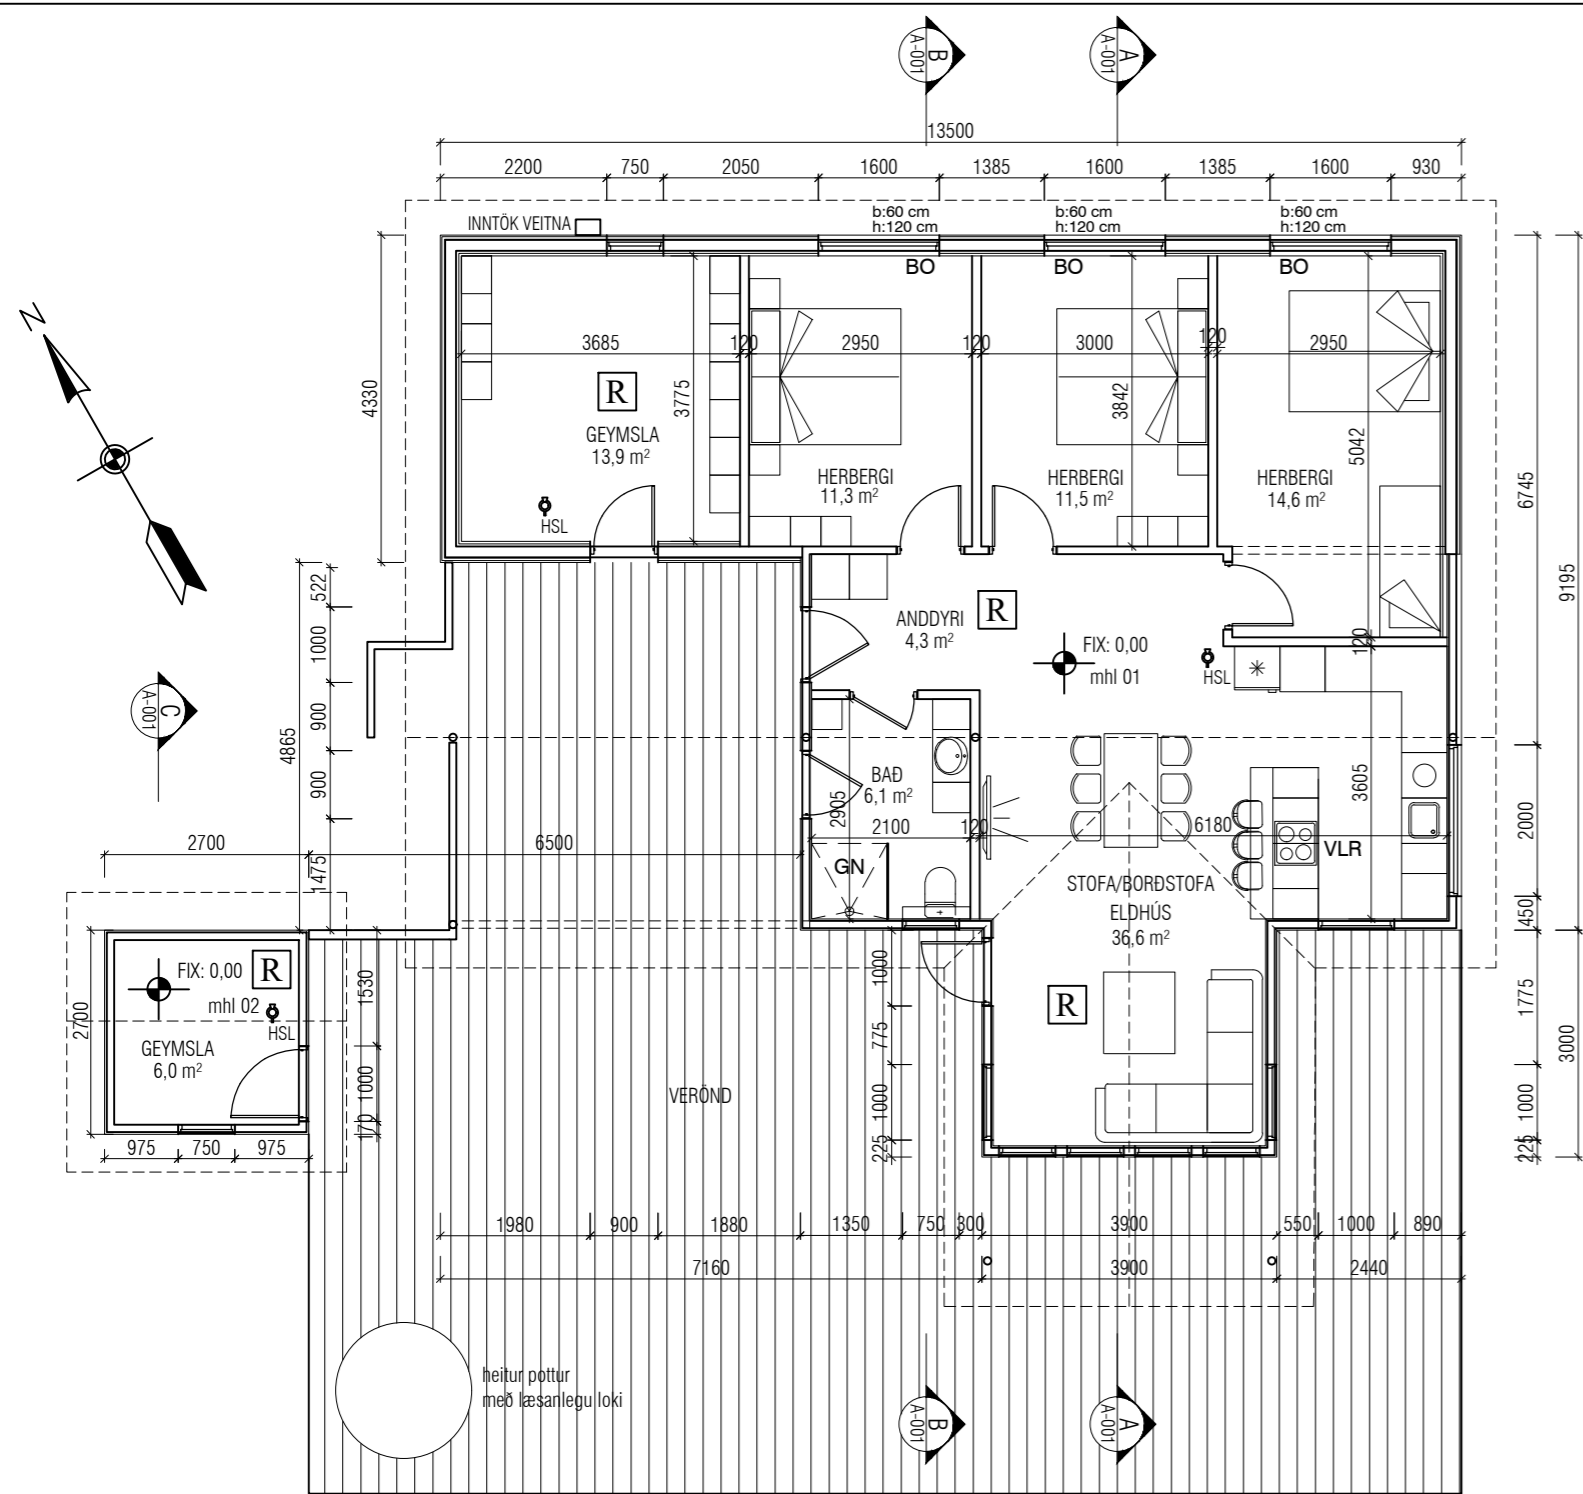 B
A-001
A
A-001
13500
2200
750
2050
1600
1385
1600
1385
1600
930
INNTÖK VEITNA
b:60 cm
h:120 cm
b:60 cm
h:120 cm
b:60 cm
h:120 cm
BO
BO
BO
N
4330
3685
120
2950
120
3000
120
2950
R
3775
3842
5042
GEYMSLA
13,9 m²
HERBERGI
11,3 m²
HERBERGI
11,5 m²
HERBERGI
14,6 m²
HSL
6745
9195
522
1000
900
900
1475
4865
ANDDYRI
4,3 m²
R
FIX: 0,00
mhl 01
HSL
120
C
A-001
BAÐ
6,1 m²
2905
2100
120
6180
3605
2000
450
GN
VLR
2700
6500
STOFA/BORÐSTOFA
ELDHÚS
36,6 m²
R
FIX: 0,00
R
mhl 02
HSL
GEYMSLA
6,0 m²
2700
1530
1000
170
975
750
975
VERÖND
1000
775
1000
225
1775
1000
225
3000
1980
900
1880
1350
750
300
3900
550
1000
890
7160
3900
2440
heitur pottur
með læsanlegu loki
B
A-001
A
A-001